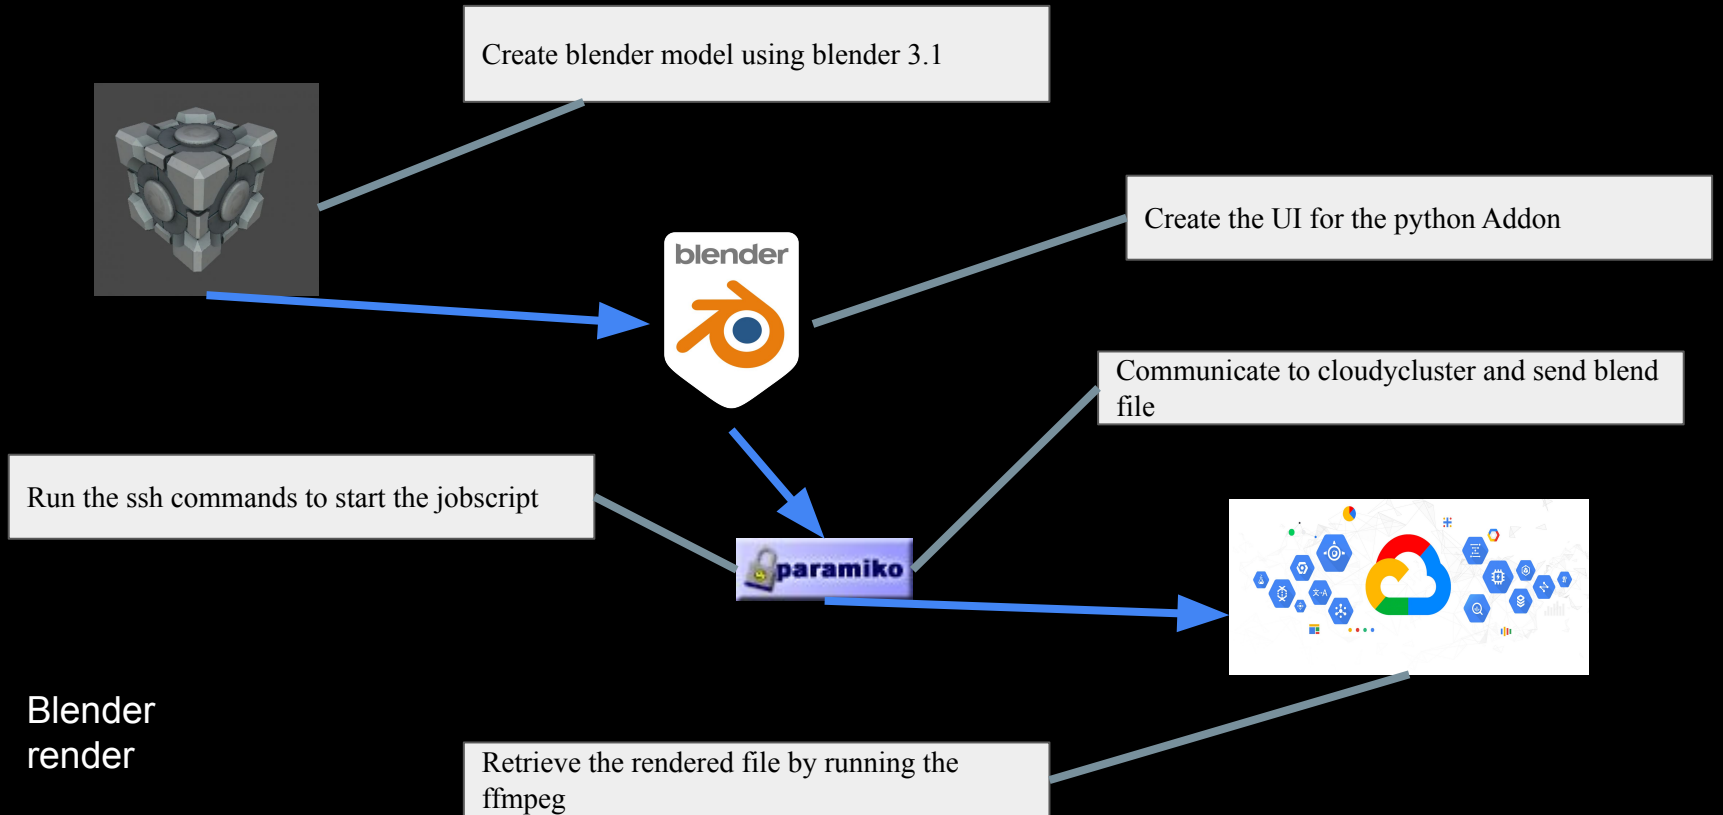 Create blender model using blender 3.1
Create the UI for the python Addon
blender
Communicate to cloudycluster and send blend
file
Run the ssh commands to start the jobscript
paramiko
Blender
render
Retrieve the rendered file by running the
ffmpeg